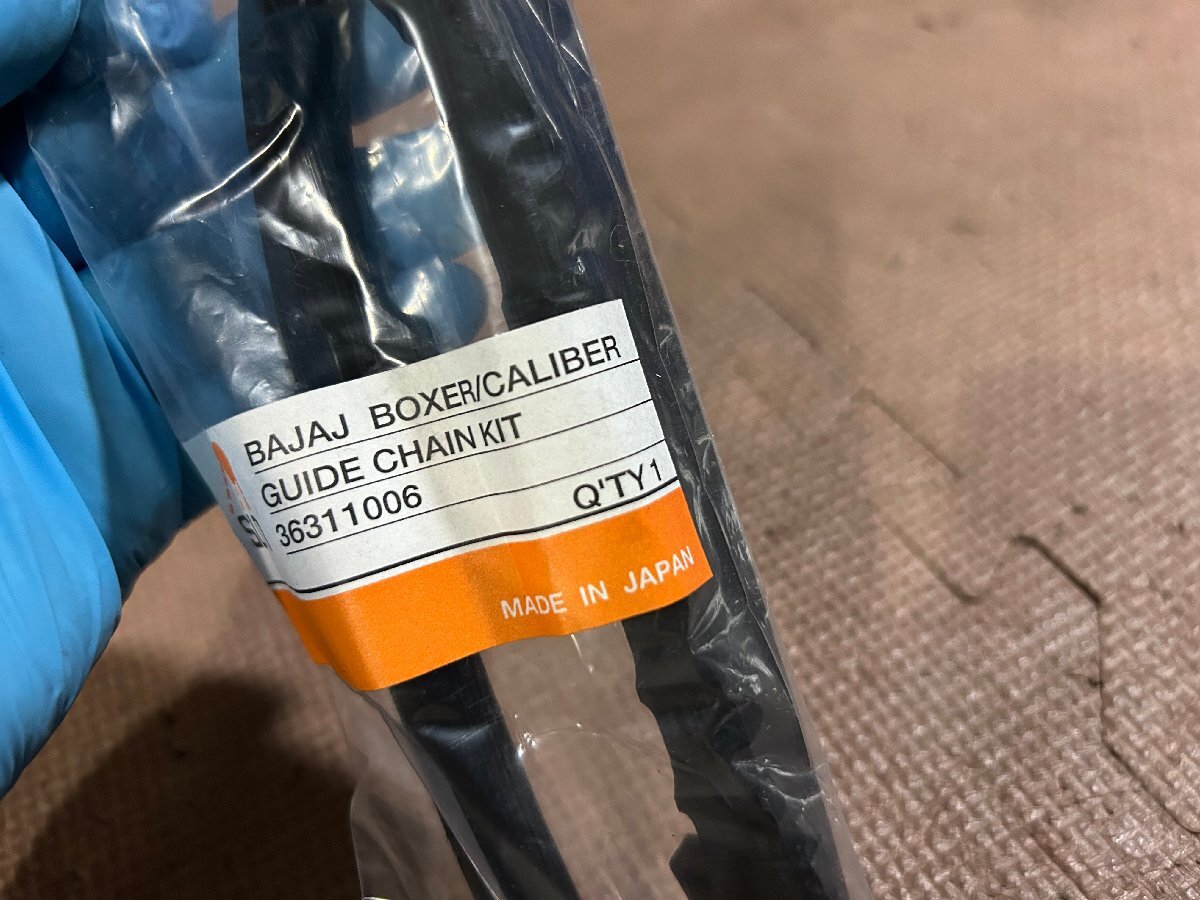 BAJAJ BOXER/CALIBER
GUIDE CHAIN KIT
36311006 Q'TY 1
MADE IN JAPAN